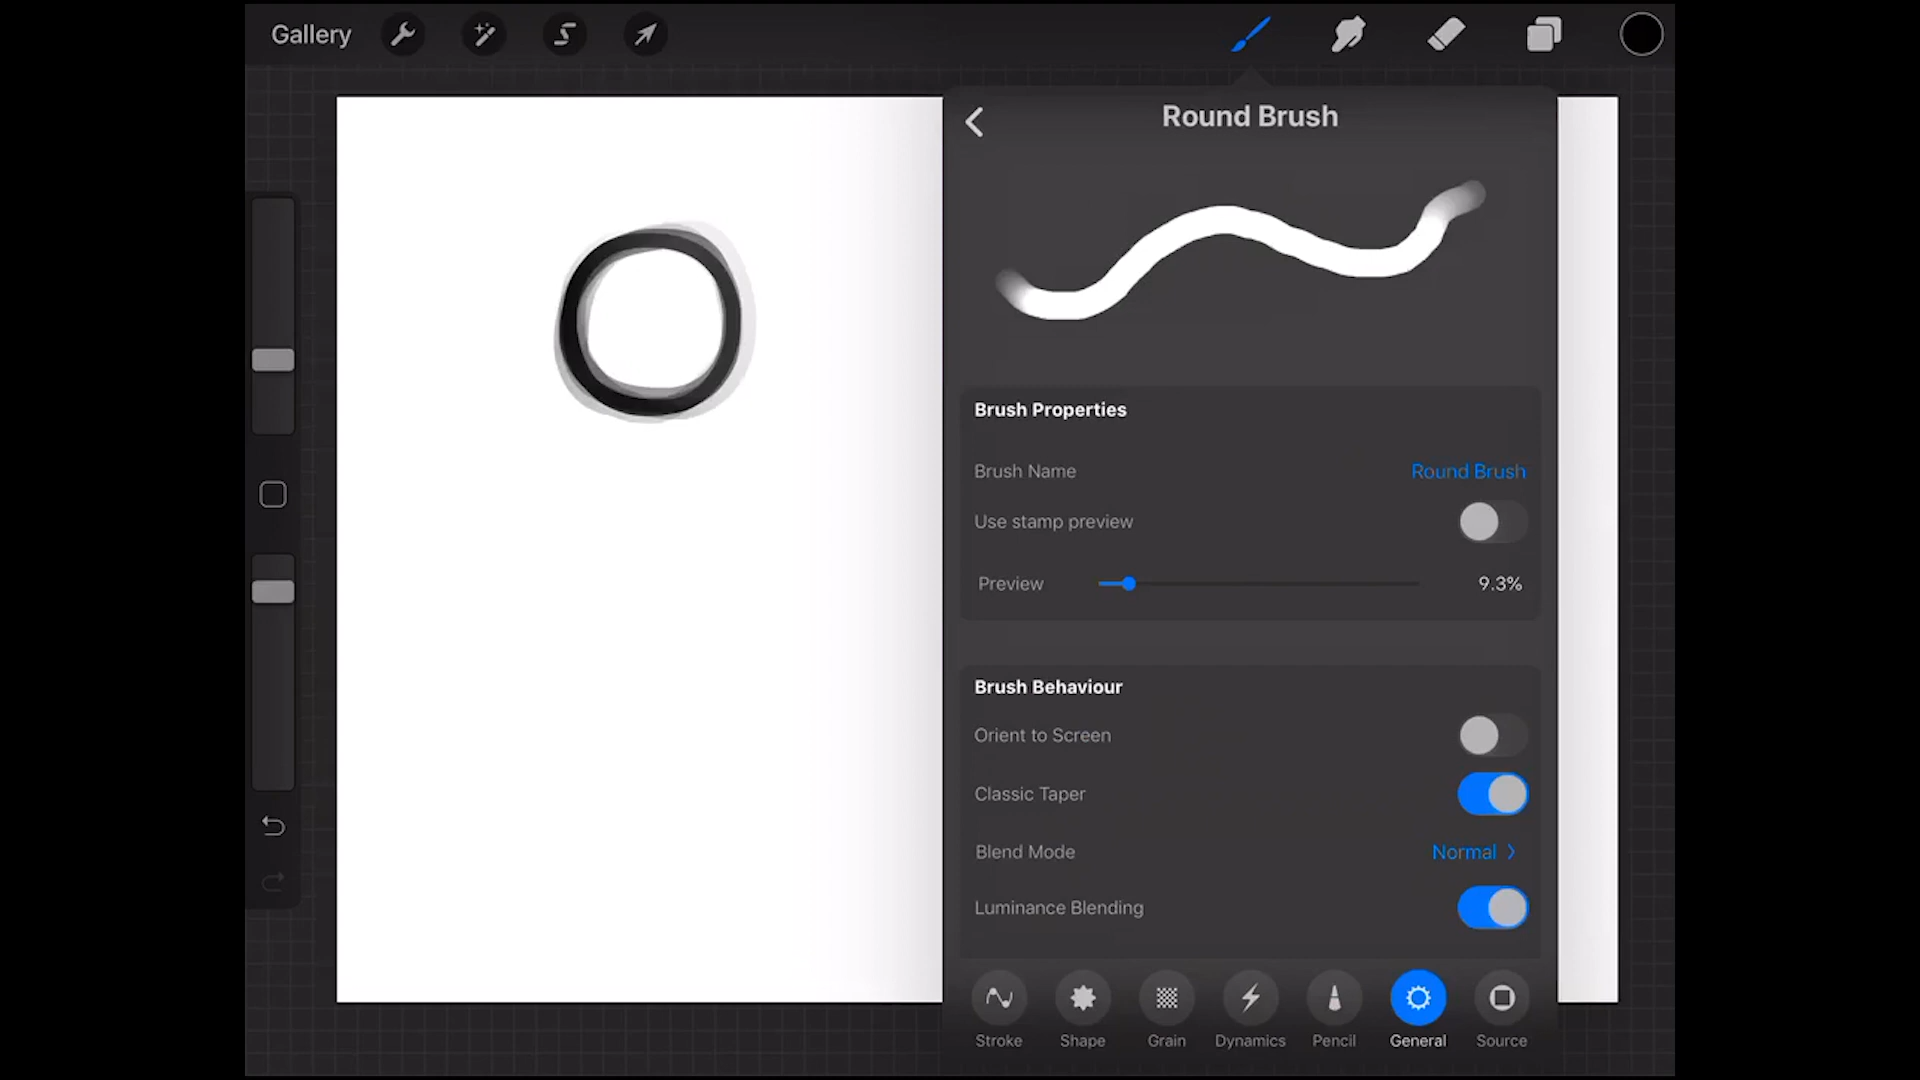 Gallery
Round Brush
Brush Properties
Brush Name Round Brush
Use stamp preview
Preview 9.3%
Brush Behaviour
Orient to Screen
Classic Taper
Blend Mode Normal
Luminance Blending
Stroke Shape Grain Dynamics Pencil General Source